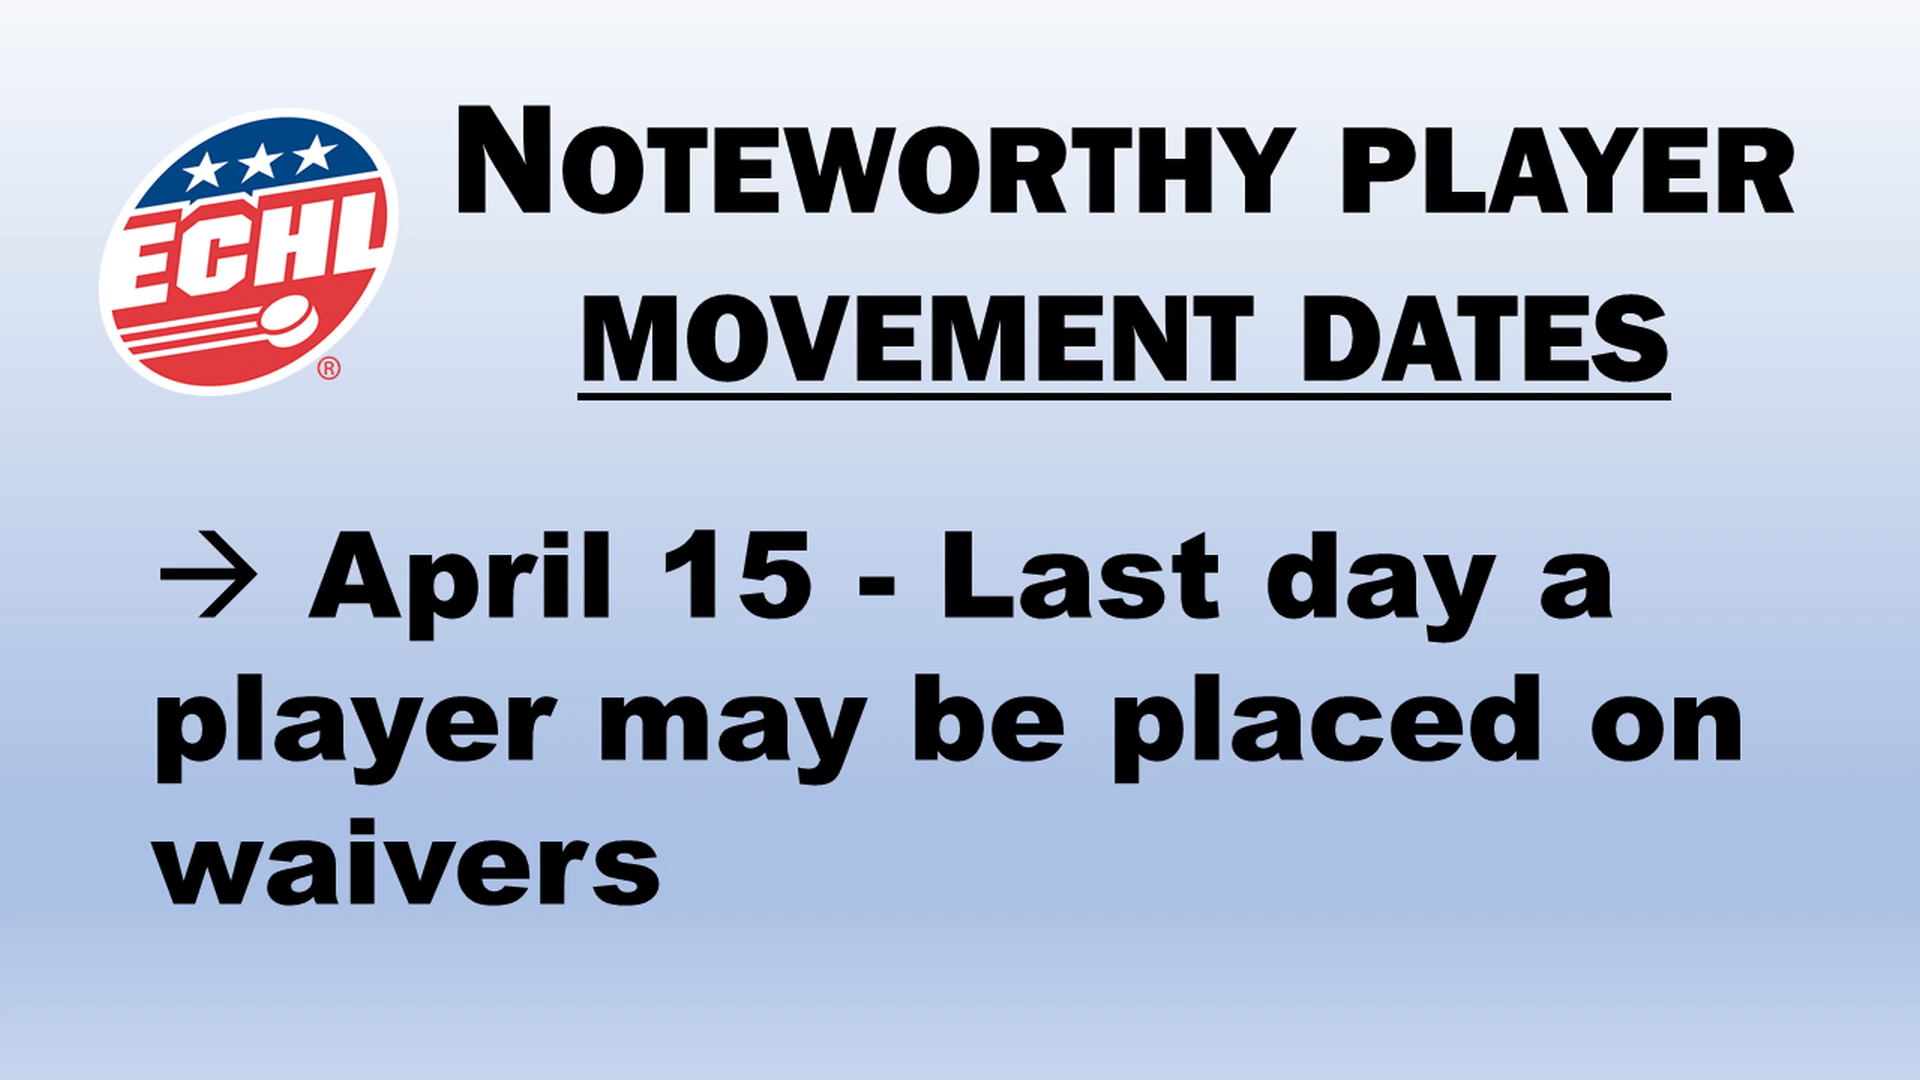 ECHL
®
NOTEWORTHY PLAYER
MOVEMENT DATES
→ April 15 - Last day a
player may be placed on
waivers